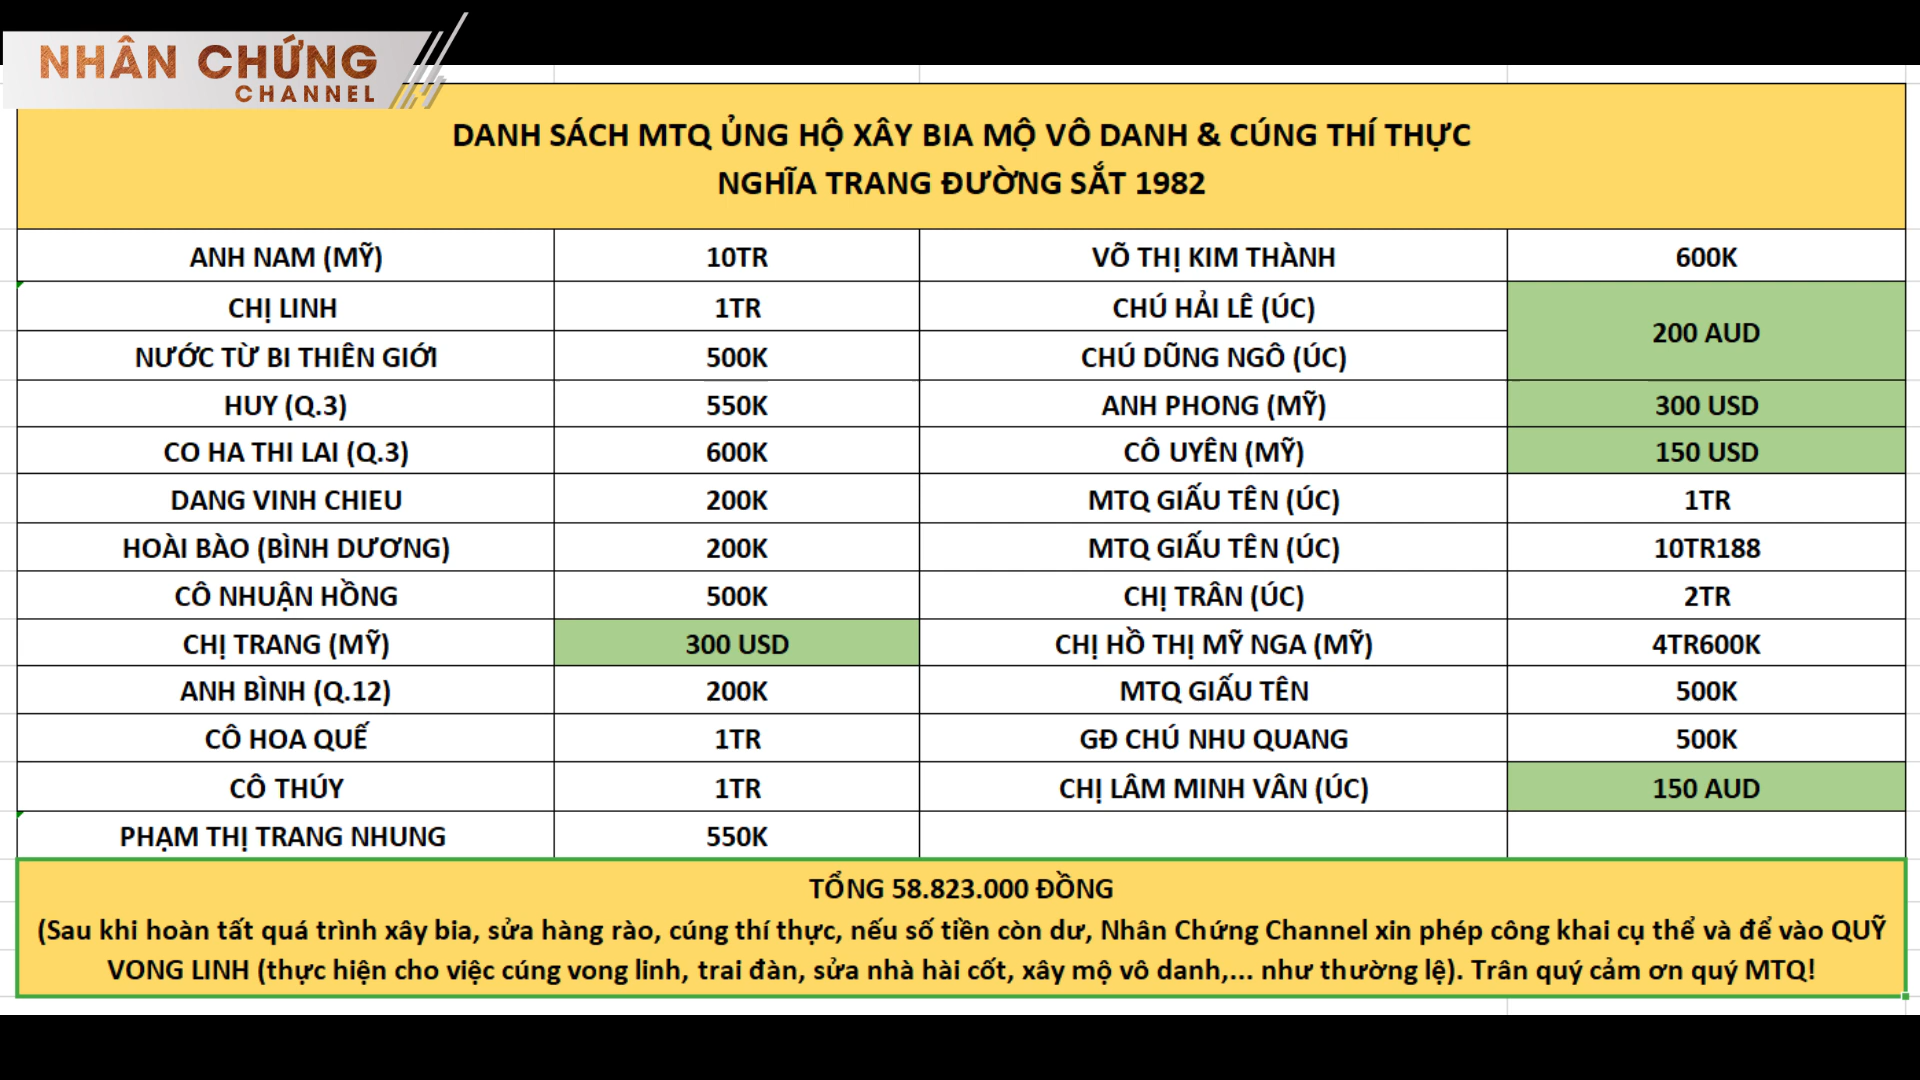 NHÂN CHỨNG
CHANNEL
DANH SÁCH MTQ ỦNG HỘ XÂY BIA MỘ VÔ DANH & CÚNG THÍ THỰC
NGHĨA TRANG ĐƯỜNG SẮT 1982
ANH NAM (MỸ) 10TR VÕ THỊ KIM THÀNH 600K
CHỊ LINH 1TR CHÚ HẢI LÊ (ÚC) 200 AUD
NƯỚC TỪ BI THIÊN GIỚI 500K CHÚ DŨNG NGÔ (ÚC)
HUY (Q.3) 550K ANH PHONG (MỸ) 300 USD
CO HA THI LAI (Q.3) 600K CÔ UYÊN (MỸ) 150 USD
DANG VINH CHIEU 200K MTQ GIẤU TÊN (ÚC) 1TR
HOÀI BÀO (BÌNH DƯƠNG) 200K MTQ GIẤU TÊN (ÚC) 10TR188
CÔ NHUẬN HỒNG 500K CHỊ TRÂN (ÚC) 2TR
CHỊ TRANG (MỸ) 300 USD CHỊ HỒ THỊ MỸ NGA (MỸ) 4TR600K
ANH BÌNH (Q.12) 200K MTQ GIẤU TÊN 500K
CÔ HOA QUẾ 1TR GĐ CHÚ NHU QUANG 500K
CÔ THÚY 1TR CHỊ LÂM MINH VÂN (ÚC) 150 AUD
PHẠM THỊ TRANG NHUNG 550K
TỔNG 58.823.000 ĐỒNG
(Sau khi hoàn tất quá trình xây bia, sửa hàng rào, cúng thí thực, nếu số tiền còn dư, Nhân Chứng Channel xin phép công khai cụ thể và để vào QUỸ
VONG LINH (thực hiện cho việc cúng vong linh, trai đàn, sửa nhà hài cốt, xây mộ vô danh,... như thường lệ). Trân quý cảm ơn quý MTQ!